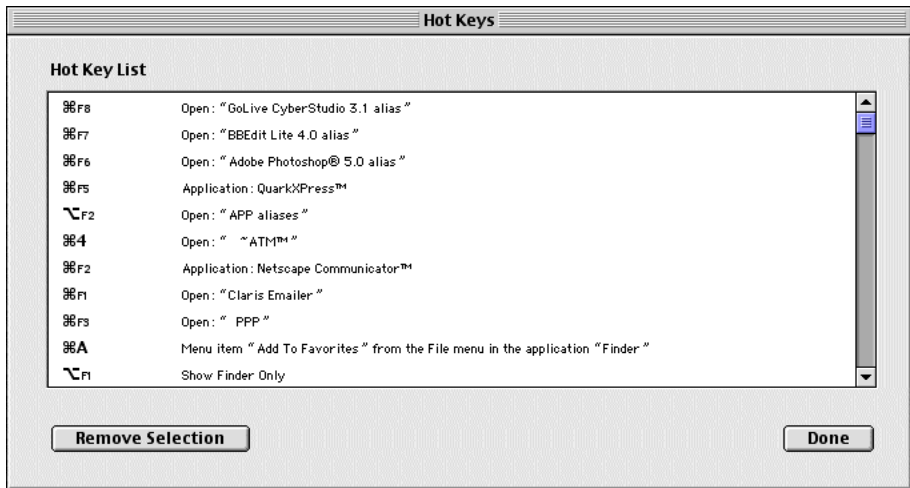 Hot Keys
Hot Key List
⌘F8 Open: “GoLive CyberStudio 3.1 alias”
⌘F7 Open: “BBEdit Lite 4.0 alias”
⌘F6 Open: “Adobe Photoshop® 5.0 alias”
⌘F5 Application: QuarkXPress™
⌥F2 Open: “APP aliases”
⌘4 Open: “ ~ATM™”
⌘F2 Application: Netscape Communicator™
⌘F1 Open: “Claris Emailer”
⌘F3 Open: “ PPP”
⌘A Menu item “Add To Favorites” from the File menu in the application “Finder”
⌥F1 Show Finder Only
Remove Selection Done